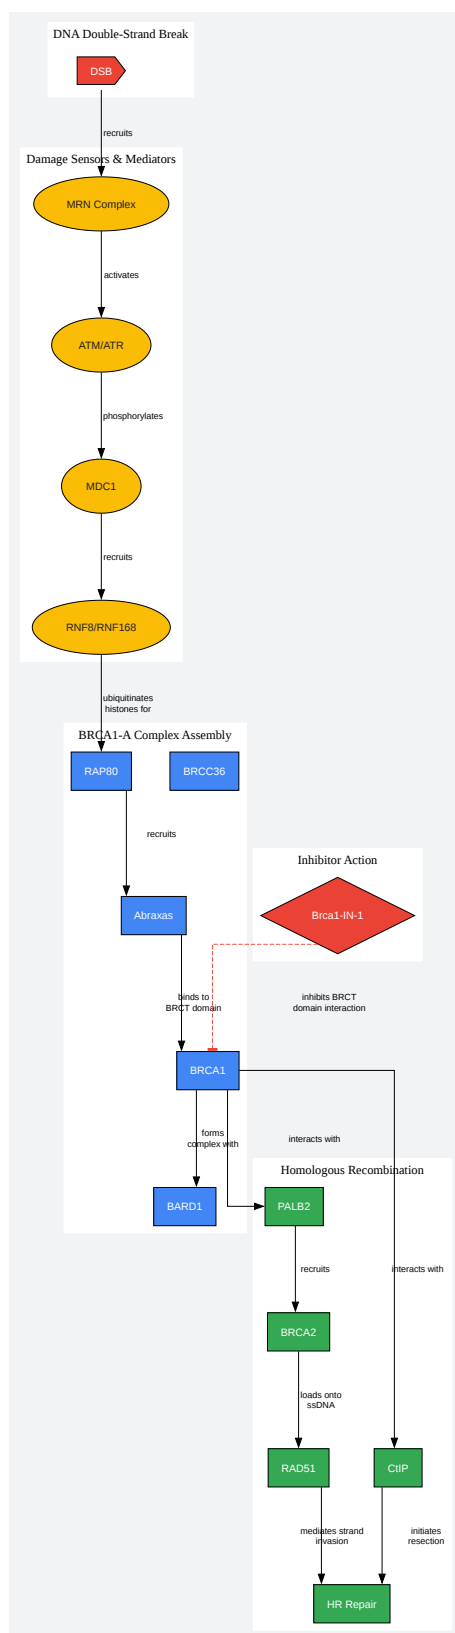 DNA Double-Strand Break
DSB
recruits
Damage Sensors & Mediators
MRN Complex
activates
ATM/ATR
phosphorylates
MDC1
recruits
RNF8/RNF168
ubiquitinates
histones for
BRCA1-A Complex Assembly
RAP80
BRCC36
recruits
Inhibitor Action
Brca1-IN-1
Abraxas
binds to
BRCT domain
inhibits BRCT
domain interaction
BRCA1
forms
complex with
interacts with
Homologous Recombination
BARD1
PALB2
recruits
interacts with
BRCA2
loads onto
ssDNA
RAD51
CtIP
mediates strand
invasion
initiates
resection
HR Repair